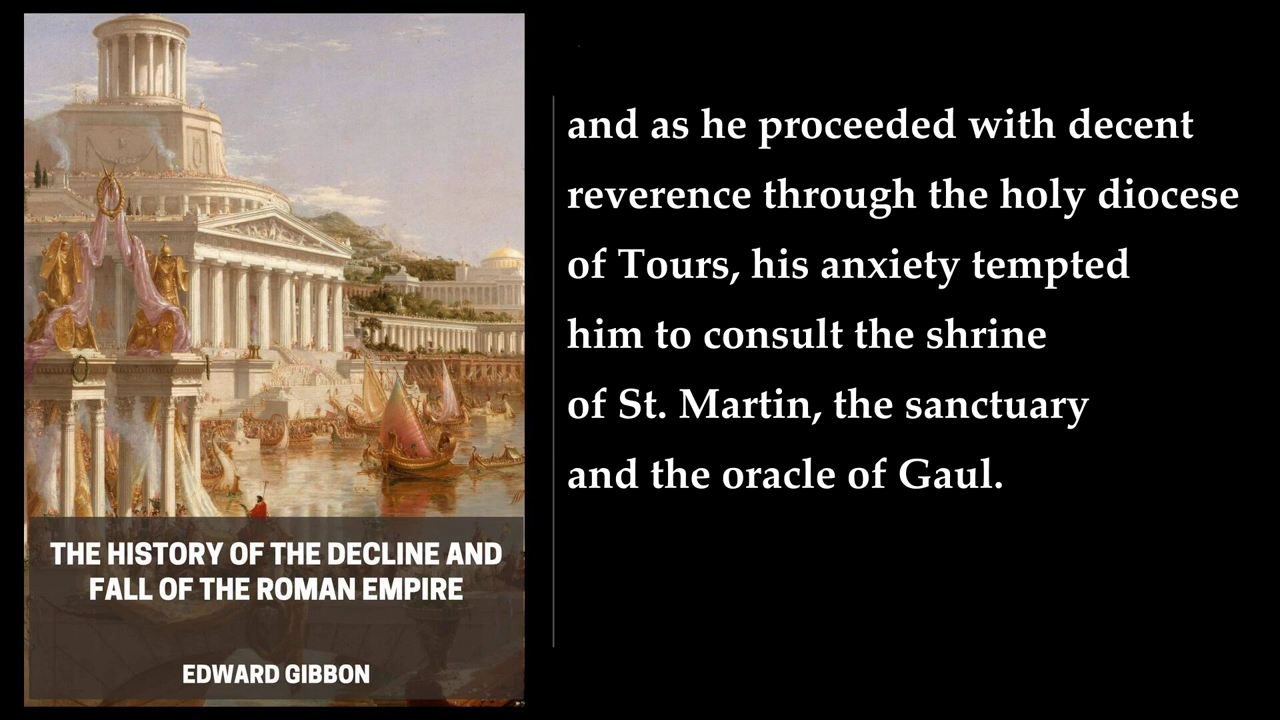 and as he proceeded with decent
reverence through the holy diocese
of Tours, his anxiety tempted
him to consult the shrine
of St. Martin, the sanctuary
and the oracle of Gaul.
THE HISTORY OF THE DECLINE AND
FALL OF THE ROMAN EMPIRE
EDWARD GIBBON